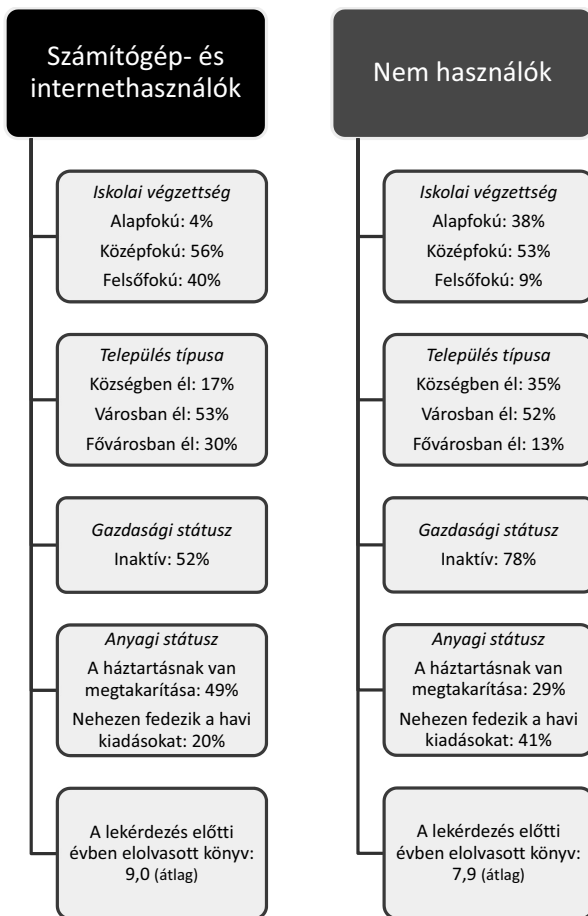 Számítógép- és
internethasználók
Iskolai végzettség
Alapfokú: 4%
Középfokú: 56%
Felsőfokú: 40%
Település típusa
Községben él: 17%
Városban él: 53%
Fővárosban él: 30%
Gazdasági státusz
Inaktív: 52%
Anyagi státusz
A háztartásnak van
megtakarítása: 49%
Nehezen fedezik a havi
kiadásokat: 20%
A lekérdezés előtti
évben elolvasott könyv:
9,0 (átlag)
Nem használók
Iskolai végzettség
Alapfokú: 38%
Középfokú: 53%
Felsőfokú: 9%
Település típusa
Községben él: 35%
Városban él: 52%
Fővárosban él: 13%
Gazdasági státusz
Inaktív: 78%
Anyagi státusz
A háztartásnak van
megtakarítása: 29%
Nehezen fedezik a havi
kiadásokat: 41%
A lekérdezés előtti
évben elolvasott könyv:
7,9 (átlag)